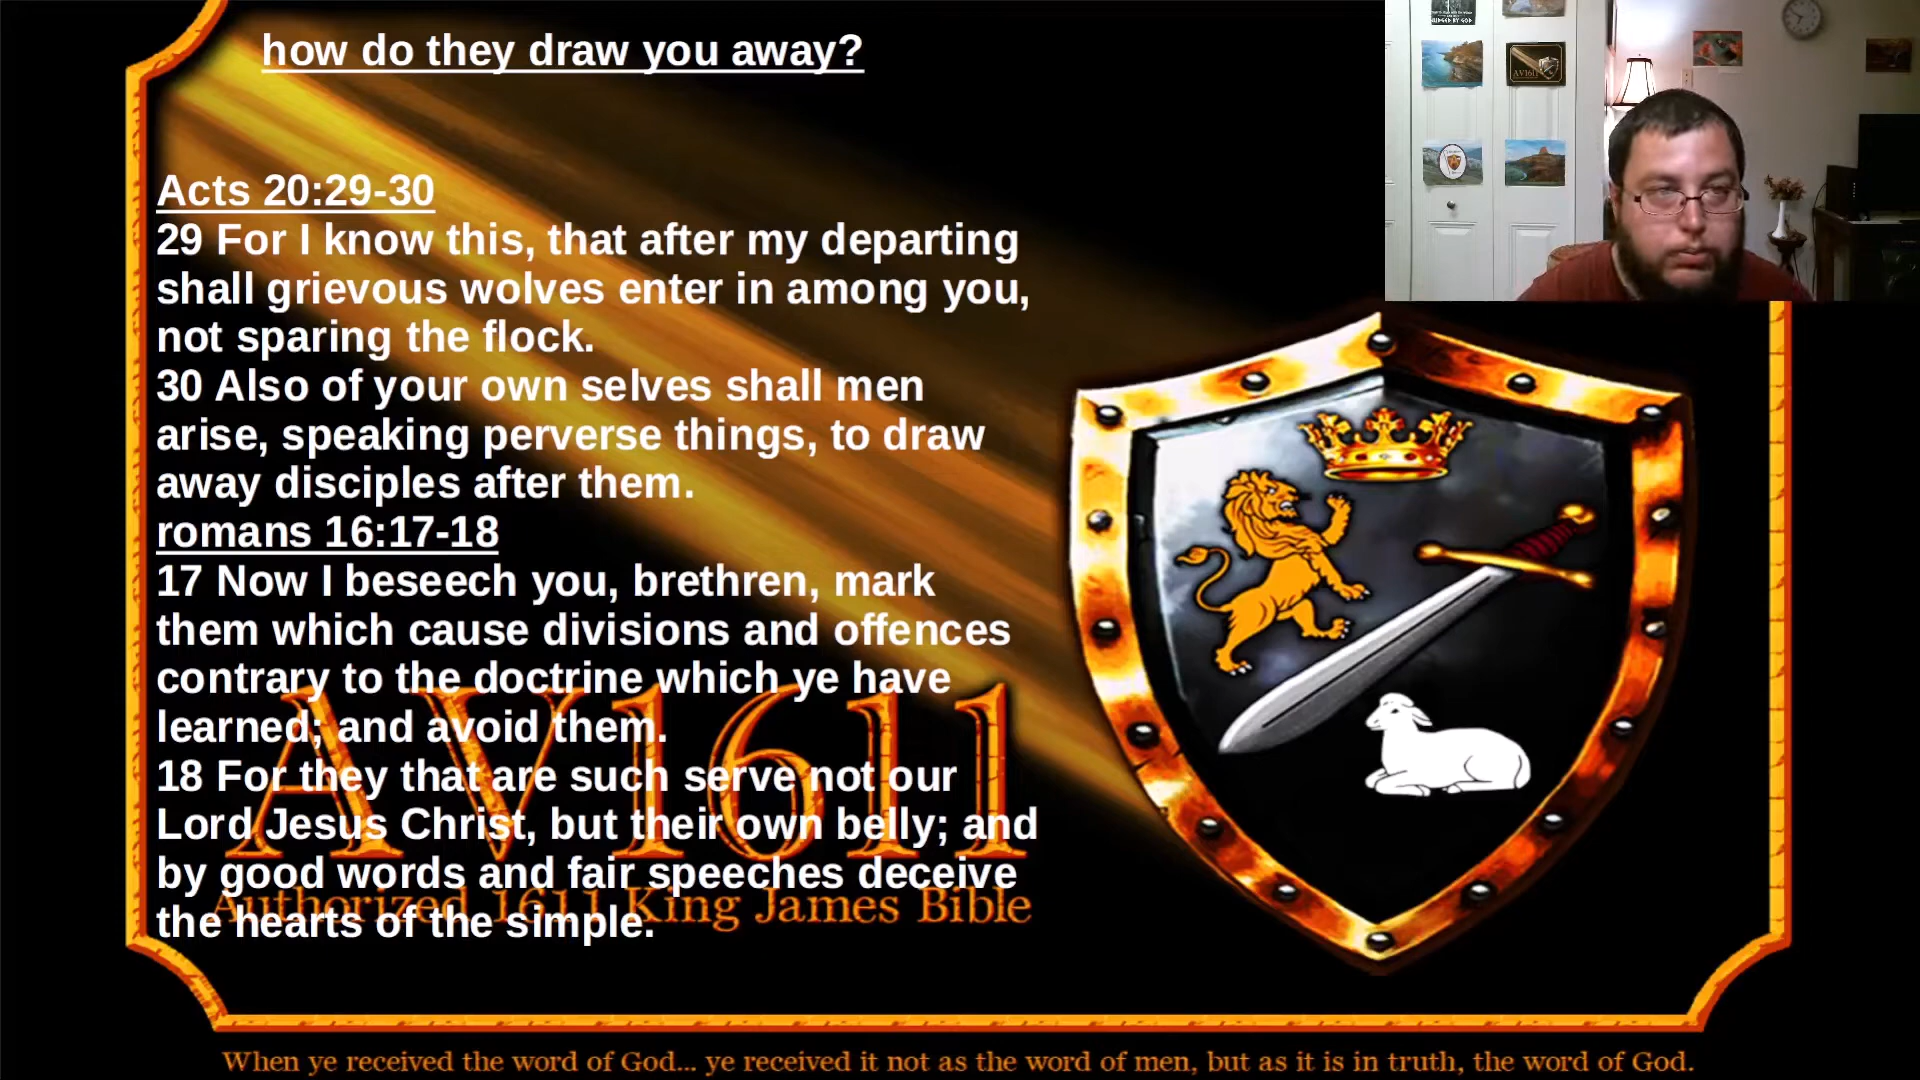 how do they draw you away?
Acts 20:29-30
29 For I know this, that after my departing
shall grievous wolves enter in among you,
not sparing the flock.
30 Also of your own selves shall men
arise, speaking perverse things, to draw
away disciples after them.
romans 16:17-18
17 Now I beseech you, brethren, mark
them which cause divisions and offences
contrary to the doctrine which ye have
learned; and avoid them.
18 For they that are such serve not our
Lord Jesus Christ, but their own belly; and
by good words and fair speeches deceive
the hearts of the simple.
AV1611
Authorized 1611 King James Bible
When ye received the word of God... ye received it not as the word of men, but as it is in truth, the word of God.
JUDGED BY GOD
AV1611